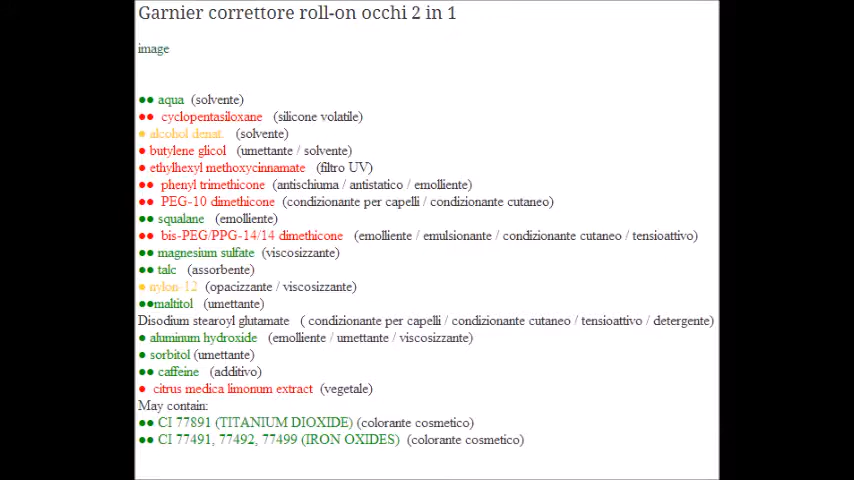 Garnier correttore roll-on occhi 2 in 1
image
●● aqua (solvente)
●● cyclopentasiloxane (silicone volatile)
● alcohol denat. (solvente)
● butylene glicol (umettante / solvente)
● ethylhexyl methoxycinnamate (filtro UV)
●● phenyl trimethicone (antischiuma / antistatico / emolliente)
●● PEG-10 dimethicone (condizionante per capelli / condizionante cutaneo)
●● squalane (emolliente)
●● bis-PEG/PPG-14/14 dimethicone (emolliente / emulsionante / condizionante cutaneo / tensioattivo)
●● magnesium sulfate (viscosizzante)
●● talc (assorbente)
● nylon-12 (opacizzante / viscosizzante)
●●maltitol (umettante)
Disodium stearoyl glutamate ( condizionante per capelli / condizionante cutaneo / tensioattivo / detergente)
● aluminum hydroxide (emolliente / umettante / viscosizzante)
● sorbitol (umettante)
●● caffeine (additivo)
● citrus medica limonum extract (vegetale)
May contain:
●● CI 77891 (TITANIUM DIOXIDE) (colorante cosmetico)
●● CI 77491, 77492, 77499 (IRON OXIDES) (colorante cosmetico)